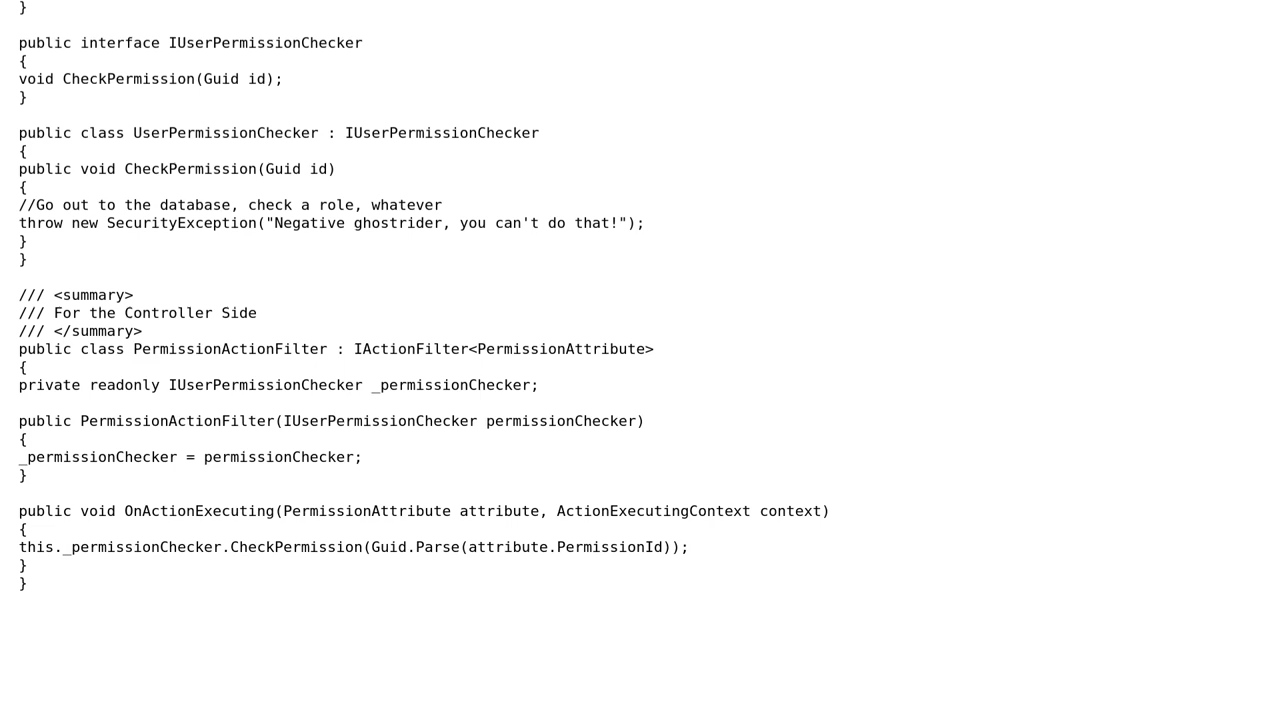 }
public interface IUserPermissionChecker
{
void CheckPermission(Guid id);
}
public class UserPermissionChecker : IUserPermissionChecker
{
public void CheckPermission(Guid id)
{
//Go out to the database, check a role, whatever
throw new SecurityException("Negative ghostrider, you can't do that!");
}
}
/// <summary>
/// For the Controller Side
/// </summary>
public class PermissionActionFilter : IActionFilter<PermissionAttribute>
{
private readonly IUserPermissionChecker _permissionChecker;
public PermissionActionFilter(IUserPermissionChecker permissionChecker)
{
_permissionChecker = permissionChecker;
}
public void OnActionExecuting(PermissionAttribute attribute, ActionExecutingContext context)
{
this._permissionChecker.CheckPermission(Guid.Parse(attribute.PermissionId));
}
}